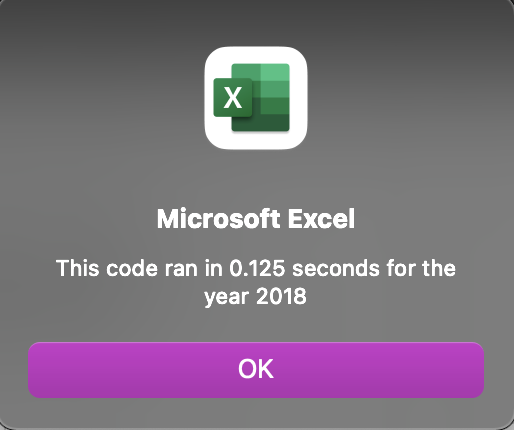 X
Microsoft Excel
This code ran in 0.125 seconds for the
year 2018
OK